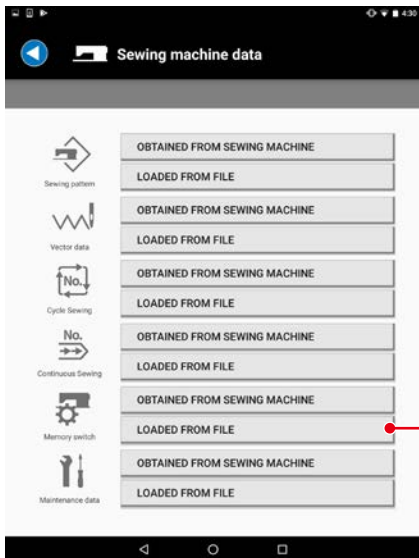 4:30
Sewing machine data
OBTAINED FROM SEWING MACHINE
LOADED FROM FILE
Sewing pattern
OBTAINED FROM SEWING MACHINE
LOADED FROM FILE
Vector data
OBTAINED FROM SEWING MACHINE
No.
LOADED FROM FILE
Cycle Sewing
OBTAINED FROM SEWING MACHINE
No.
LOADED FROM FILE
Continuous Sewing
OBTAINED FROM SEWING MACHINE
LOADED FROM FILE
Memory switch
OBTAINED FROM SEWING MACHINE
LOADED FROM FILE
Maintenance data